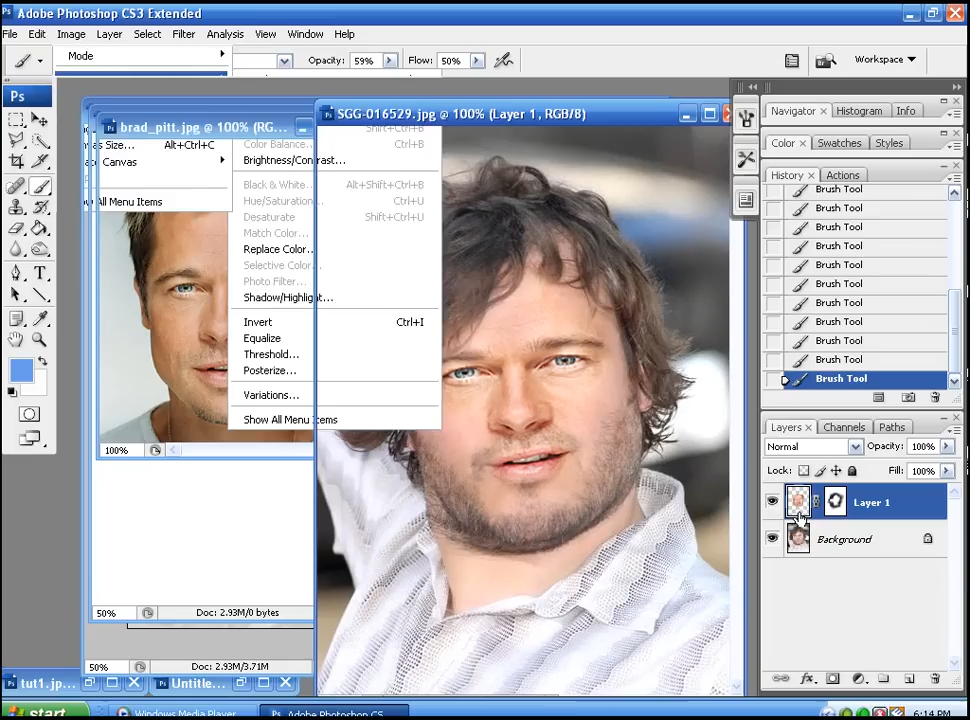 Adobe Photoshop CS3 Extended
File Edit Image Layer Select Filter Analysis View Window Help
Mode
Opacity: 59% Flow: 50%
Workspace
Ps
brad_pitt.jpg @ 100% (RG...
SGG-016529.jpg @ 100% (Layer 1, RGB/8)
Alt+Ctrl+C
Canvas
All Menu Items
Shift+Ctrl+B
Color Balance... Ctrl+B
Brightness/Contrast...
Black & White... Alt+Shift+Ctrl+B
Hue/Saturation... Ctrl+U
Desaturate Shift+Ctrl+U
Match Color...
Replace Color...
Selective Color...
Photo Filter...
Shadow/Highlight...
Invert Ctrl+I
Equalize
Threshold...
Posterize...
Variations...
Show All Menu Items
100%
50% Doc: 2.93M/0 bytes
50% Doc: 2.93M/3.71M
tut1.jp... Untitle...
Navigator Histogram Info
Color Swatches Styles
History Actions
Brush Tool
Brush Tool
Brush Tool
Brush Tool
Brush Tool
Brush Tool
Brush Tool
Brush Tool
Brush Tool
Brush Tool
Brush Tool
Layers Channels Paths
Normal Opacity: 100%
Lock: Fill: 100%
Layer 1
Background
start Windows Media Player Adobe Photoshop CS... 6:14 PM